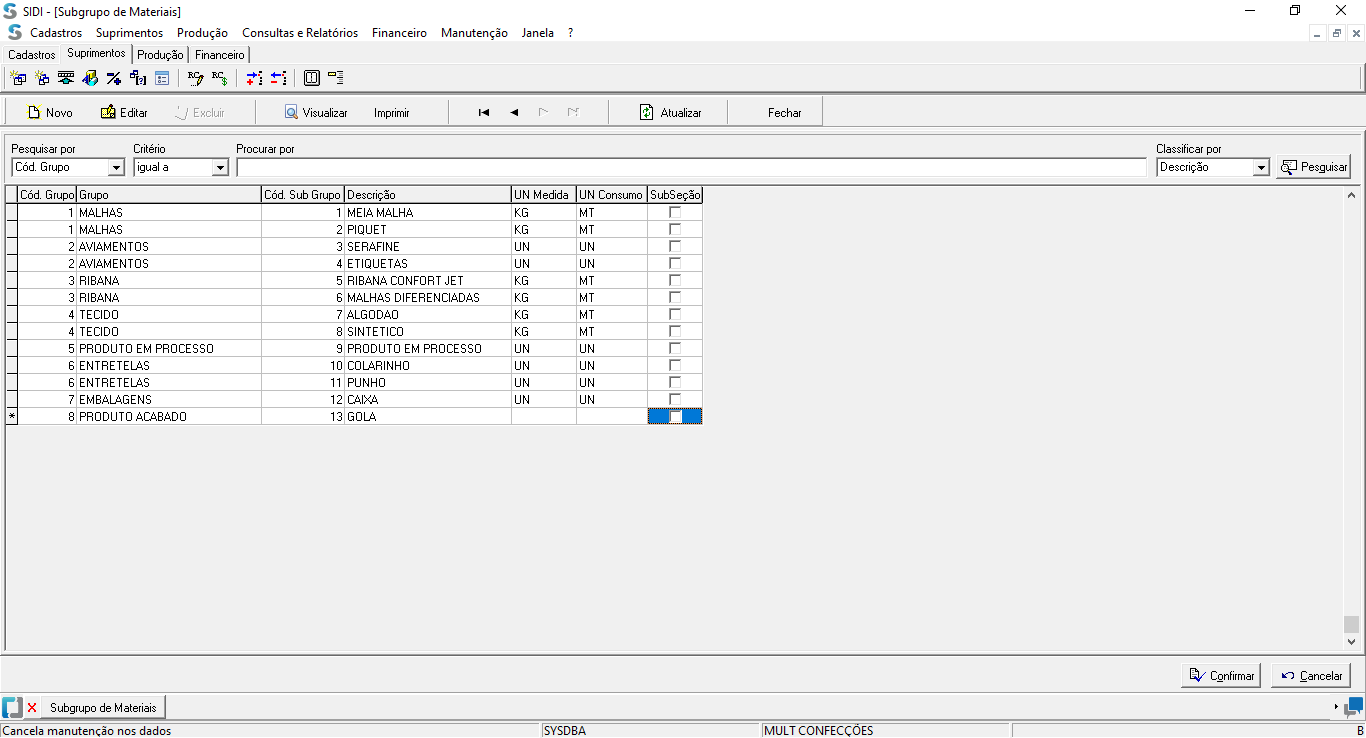 SIDI - [Subgrupo de Materiais]
Cadastros Suprimentos Produção Consultas e Relatórios Financeiro Manutenção Janela ?
Cadastros Suprimentos Produção Financeiro
Novo Editar Excluir Visualizar Imprimir Atualizar Fechar
Pesquisar por Critério Procurar por Classificar por
Cód. Grupo igual a Descrição Pesquisar
Cód. Grupo Grupo Cód. Sub Grupo Descrição UN Medida UN Consumo SubSeção
1 MALHAS 1 MEIA MALHA KG MT
1 MALHAS 2 PIQUET KG MT
2 AVIAMENTOS 3 SERAFINE UN UN
2 AVIAMENTOS 4 ETIQUETAS UN UN
3 RIBANA 5 RIBANA CONFORT JET KG MT
3 RIBANA 6 MALHAS DIFERENCIADAS KG MT
4 TECIDO 7 ALGODAO KG MT
4 TECIDO 8 SINTETICO KG MT
5 PRODUTO EM PROCESSO 9 PRODUTO EM PROCESSO UN UN
6 ENTRETELAS 10 COLARINHO UN UN
6 ENTRETELAS 11 PUNHO UN UN
7 EMBALAGENS 12 CAIXA UN UN
* 8 PRODUTO ACABADO 13 GOLA
Confirmar Cancelar
Subgrupo de Materiais
Cancela manutenção nos dados SYSDBA MULT CONFECÇÕES B